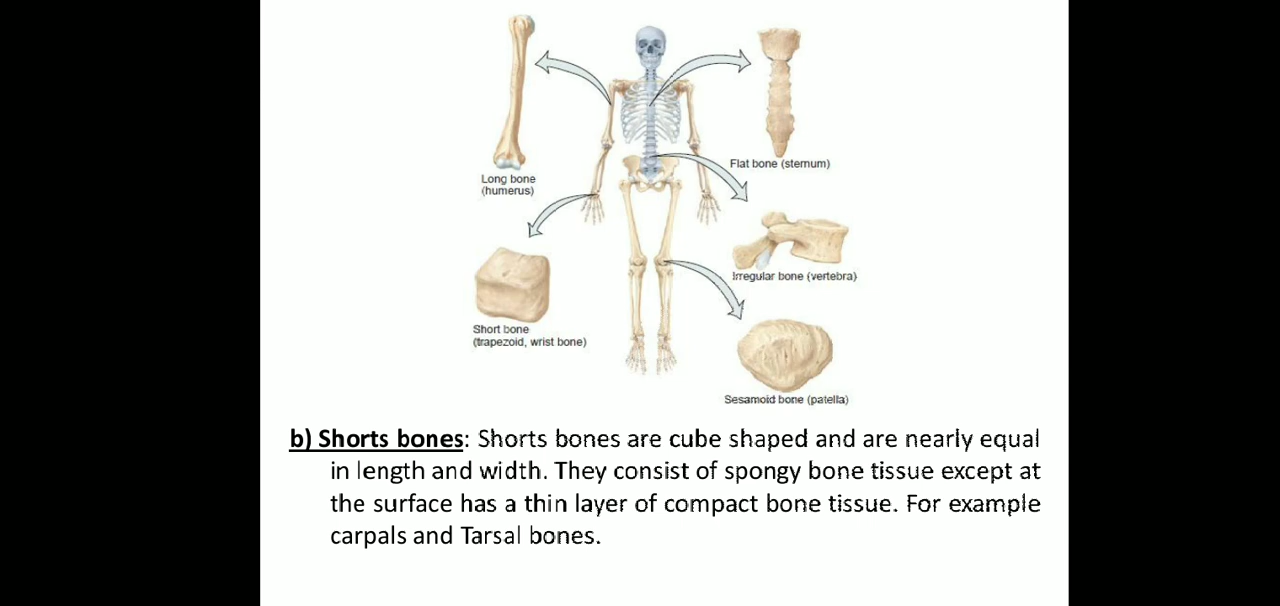 Long bone
(humerus)
Flat bone (sternum)
Irregular bone (vertebra)
Short bone
(trapezoid, wrist bone)
Sesamoid bone (patella)
b) Shorts bones: Shorts bones are cube shaped and are nearly equal
in length and width. They consist of spongy bone tissue except at
the surface has a thin layer of compact bone tissue. For example
carpals and Tarsal bones.